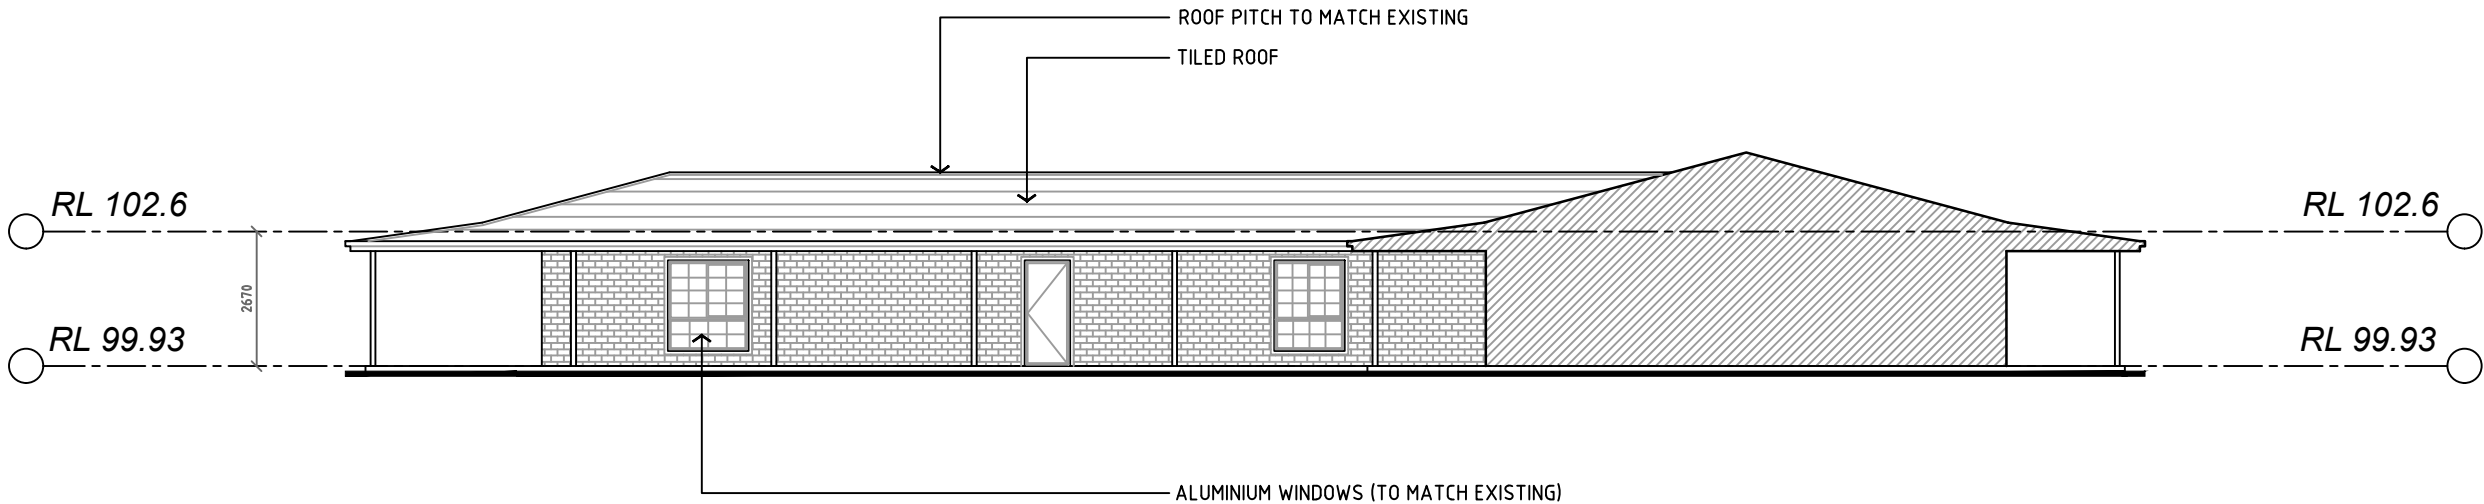 ROOF PITCH TO MATCH EXISTING
TILED ROOF
RL 102.6
RL 102.6
2670
RL 99.93
RL 99.93
ALUMINIUM WINDOWS (TO MATCH EXISTING)